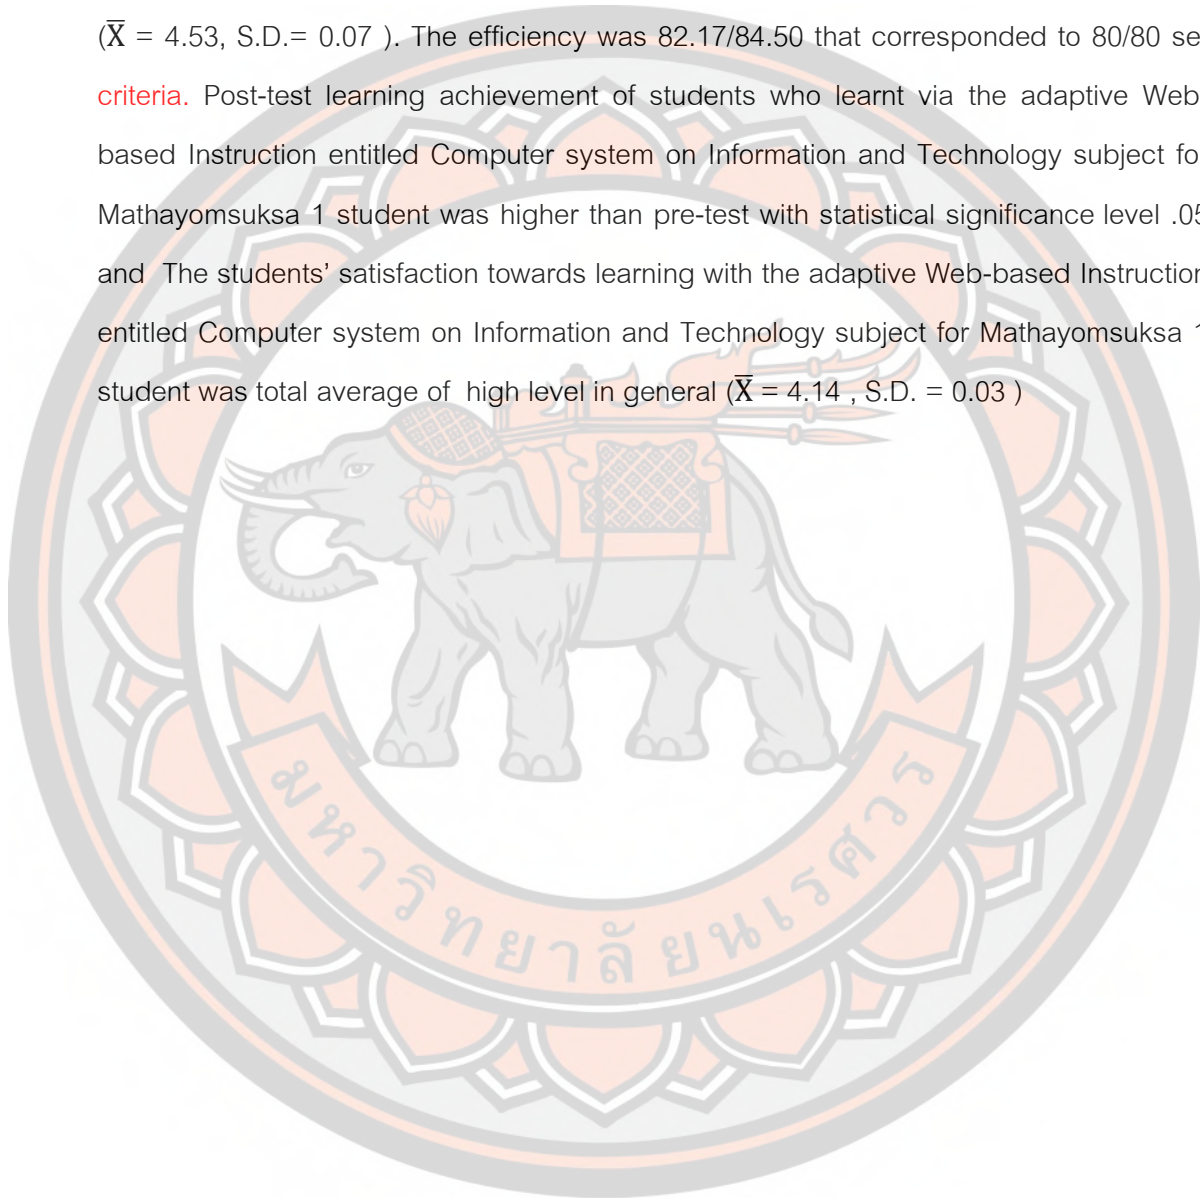 (X̅ = 4.53, S.D.= 0.07 ). The efficiency was 82.17/84.50 that corresponded to 80/80 se
criteria. Post-test learning achievement of students who learnt via the adaptive Web
based Instruction entitled Computer system on Information and Technology subject fo
Mathayomsuksa 1 student was higher than pre-test with statistical significance level .05
and The students’ satisfaction towards learning with the adaptive Web-based Instruction
entitled Computer system on Information and Technology subject for Mathayomsuksa 1
student was total average of high level in general (X̅ = 4.14 , S.D. = 0.03 )
มหาวิทยาลัยนเรศวร